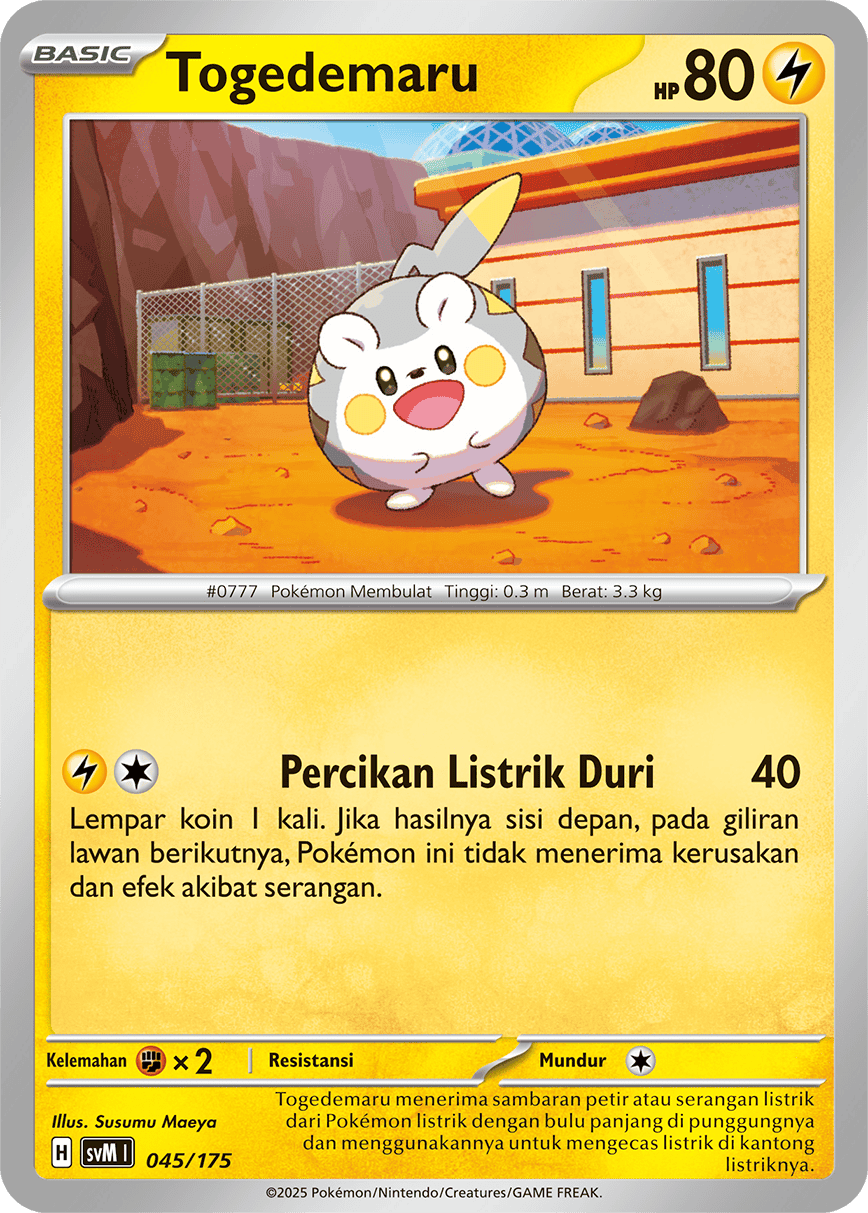 BASIC
Togedemaru
HP 80
#0777 Pokémon Membulat Tinggi: 0.3 m Berat: 3.3 kg
Percikan Listrik Duri 40
Lempar koin 1 kali. Jika hasilnya sisi depan, pada giliran
lawan berikutnya, Pokémon ini tidak menerima kerusakan
dan efek akibat serangan.
Kelemahan × 2 Resistansi Mundur
Illus. Susumu Maeya
H svM I 045/175
Togedemaru menerima sambaran petir atau serangan listrik
dari Pokémon listrik dengan bulu panjang di punggungnya
dan menggunakannya untuk mengecas listrik di kantong
listriknya.
©2025 Pokémon/Nintendo/Creatures/GAME FREAK.